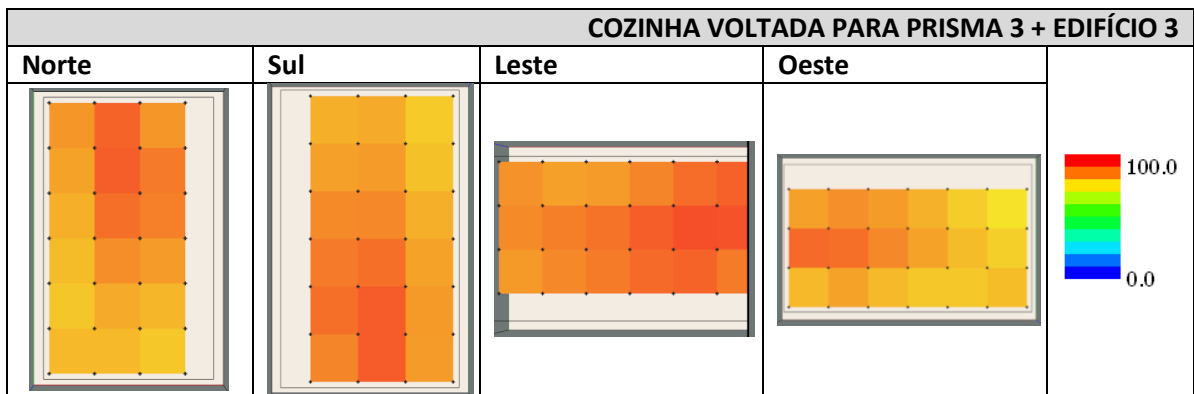 COZINHA VOLTADA PARA PRISMA 3 + EDIFÍCIO 3
Norte Sul Leste Oeste
100.0
0.0